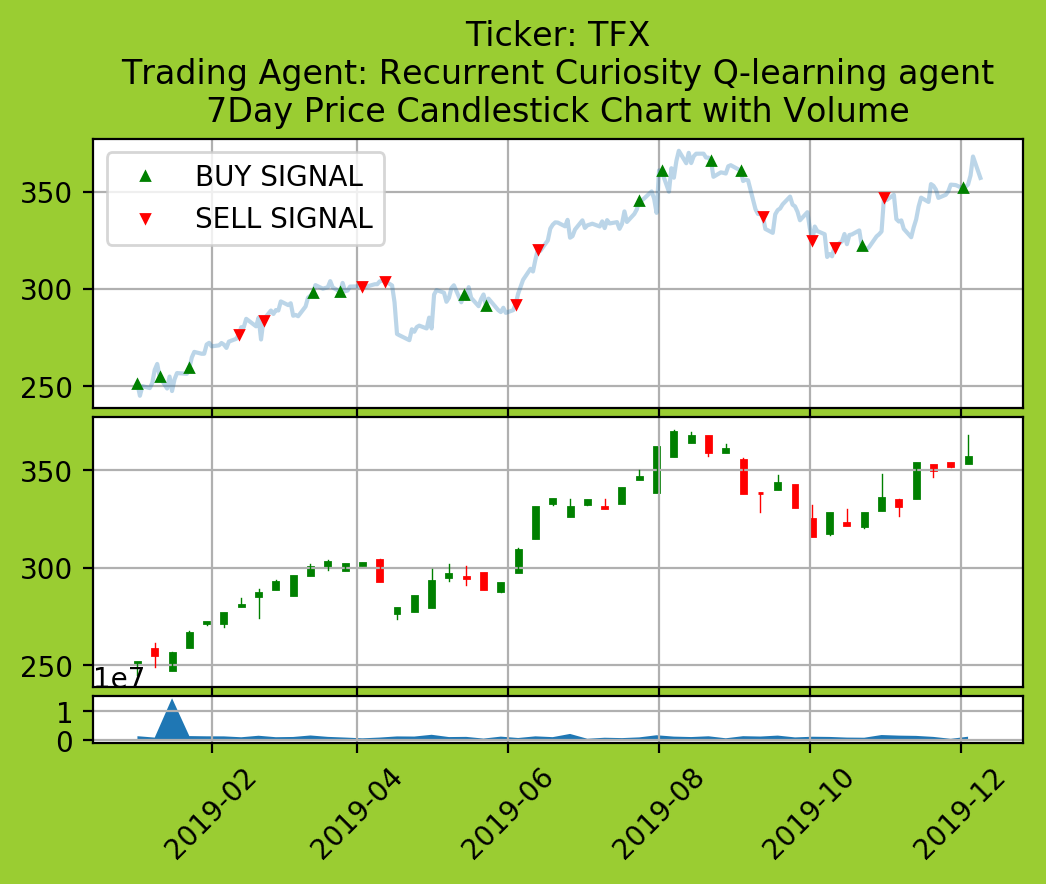 Ticker: TFX
Trading Agent: Recurrent Curiosity Q-learning agent
7Day Price Candlestick Chart with Volume
BUY SIGNAL
SELL SIGNAL
350
300
250
350
300
250
1e7
1
0
2019-02
2019-04
2019-06
2019-08
2019-10
2019-12